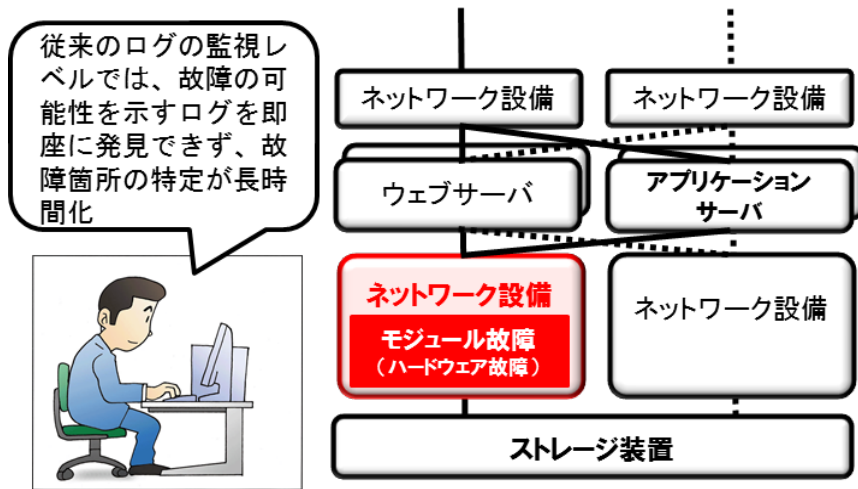 従来のログの監視レ
ベルでは、故障の可
能性を示すログを即
座に発見できず、故
障箇所の特定が長時
間化
ネットワーク設備
ネットワーク設備
ウェブサーバ
アプリケーション
サーバ
ネットワーク設備
モジュール故障
（ハードウェア故障）
ネットワーク設備
ストレージ装置